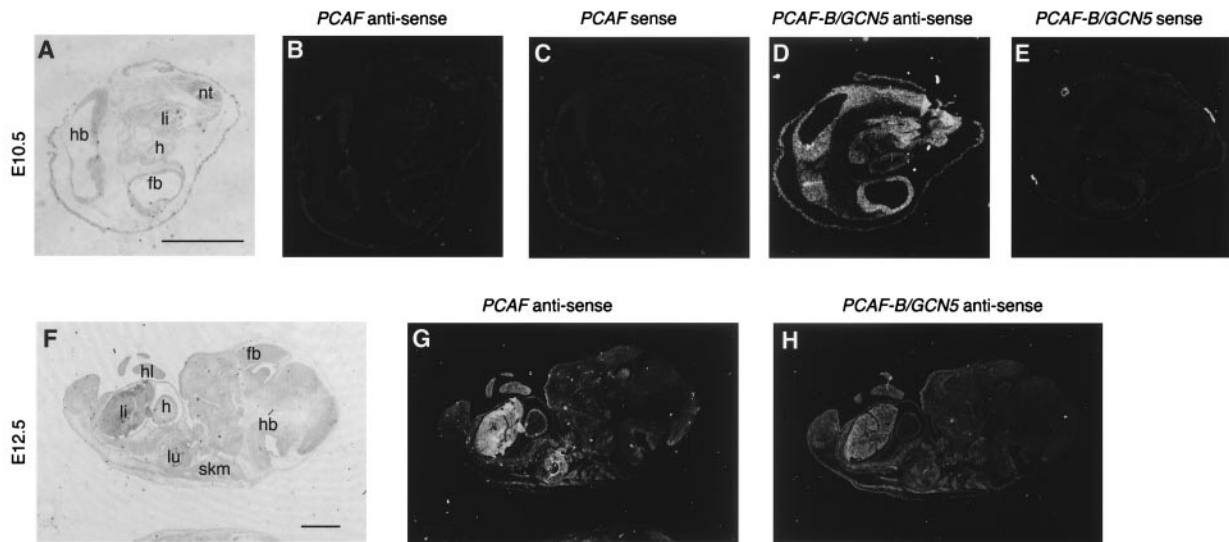 PCAF anti-sense
PCAF sense
PCAF-B/GCN5 anti-sense
PCAF-B/GCN5 sense
E10.5
A
nt
li
hb
h
fb
B
C
D
E
PCAF anti-sense
PCAF-B/GCN5 anti-sense
E12.5
F
fb
hl
li
h
hb
lu
skm
G
H